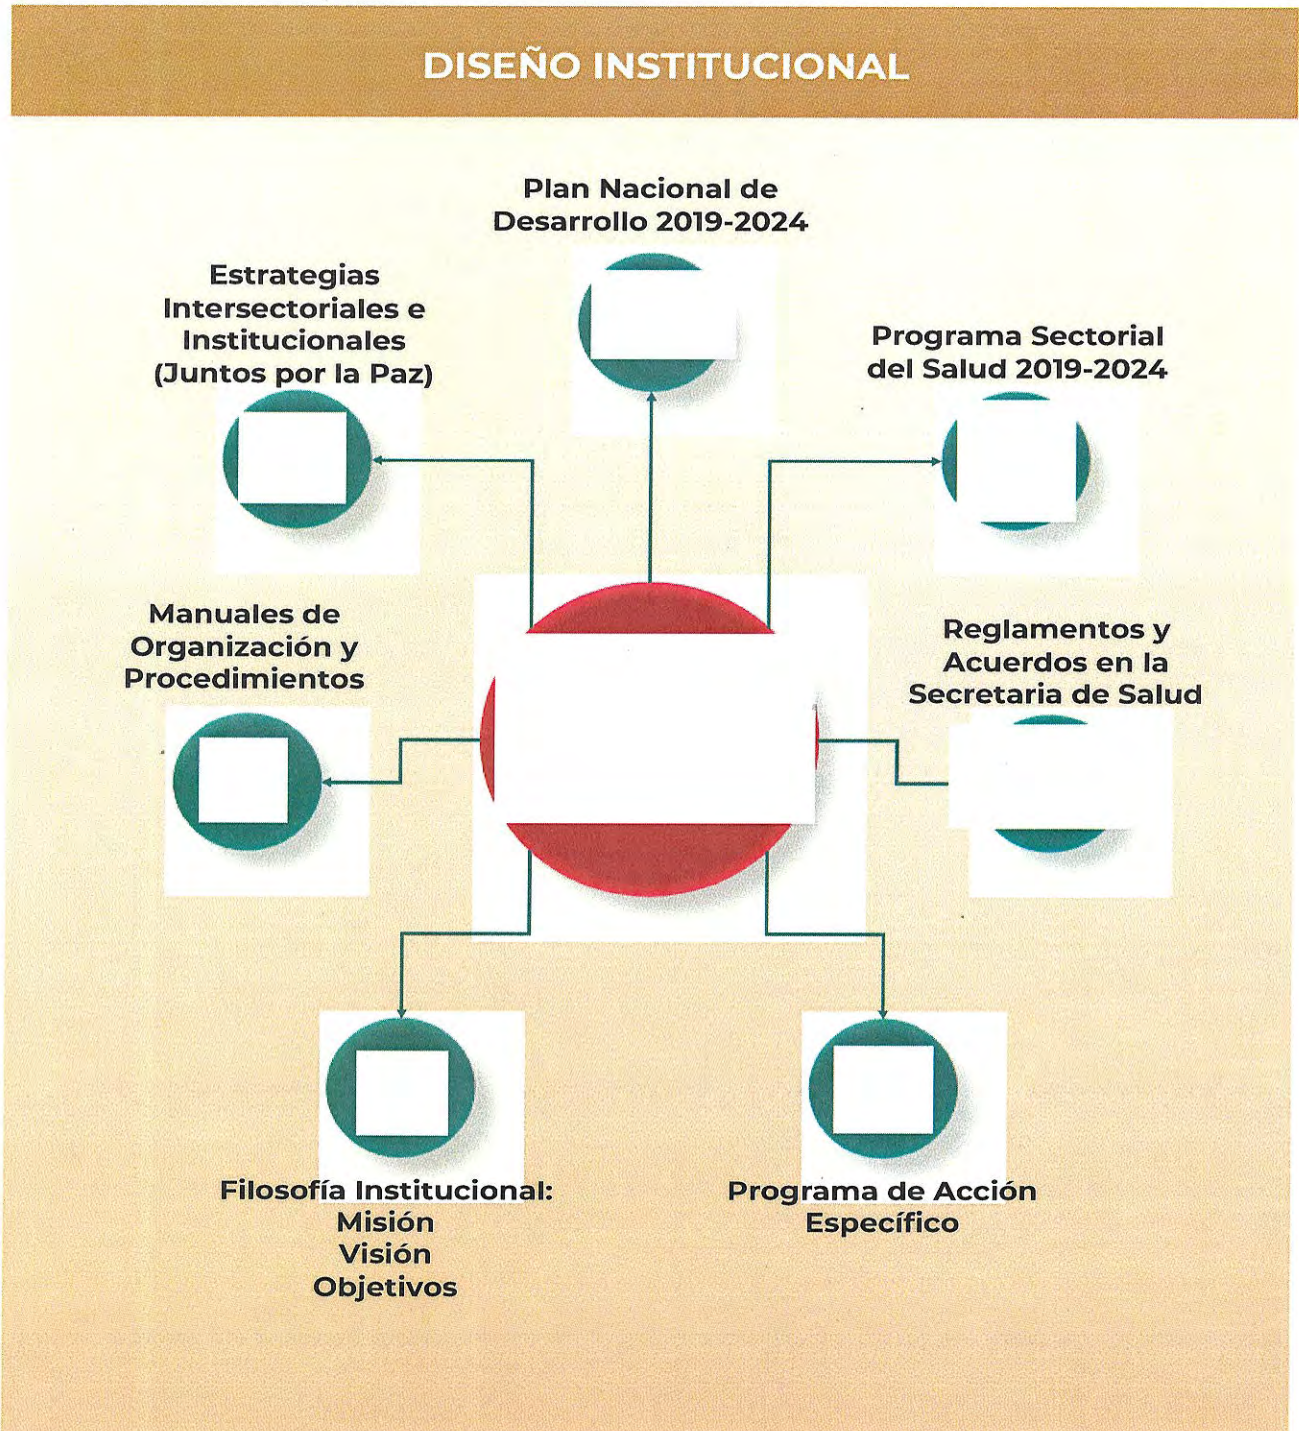 DISEÑO INSTITUCIONAL
Plan Nacional de
Desarrollo 2019-2024
Estrategias
Intersectoriales e
Institucionales
(Juntos por la Paz)
Programa Sectorial
del Salud 2019-2024
Manuales de
Organización y
Procedimientos
Reglamentos y
Acuerdos en la
Secretaria de Salud
Filosofía Institucional:
Misión
Visión
Objetivos
Programa de Acción
Específico